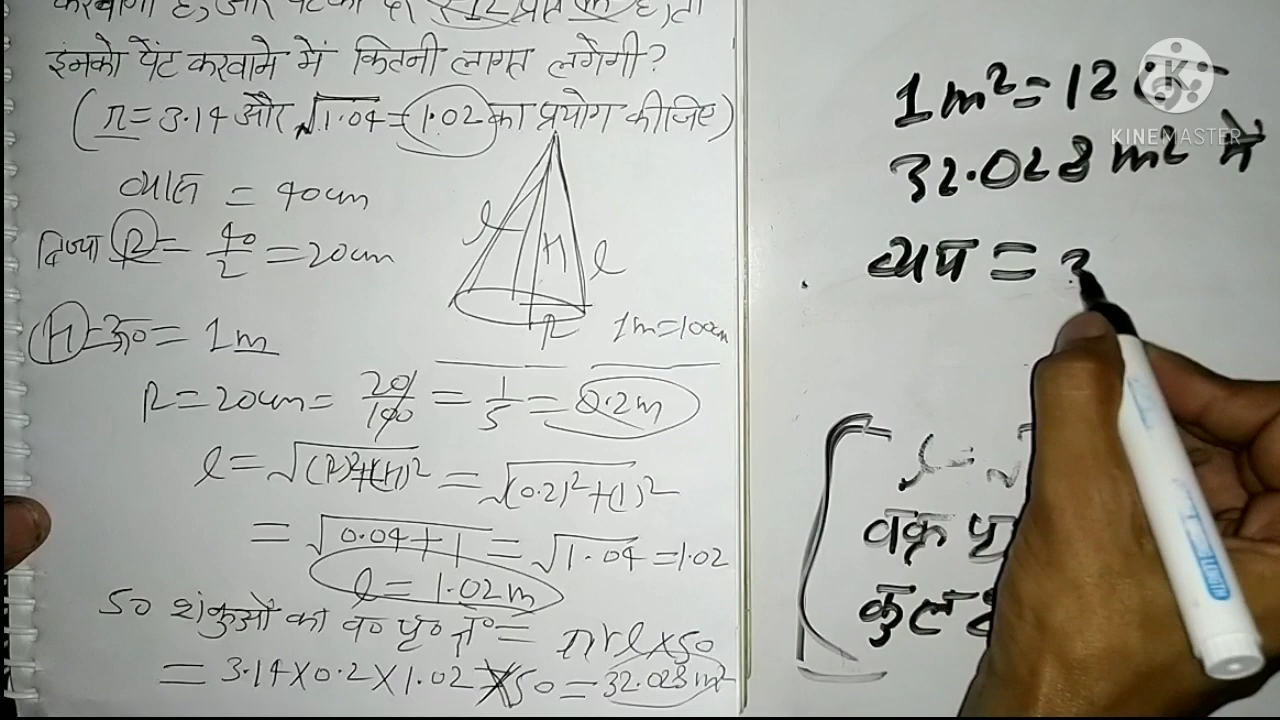 इनको पेंट करवाने में कितनी लागत लगेगी?
(π=3.14 और √1.04=1.02 का प्रयोग कीजिए)
व्यास = 40cm
त्रिज्या R = 40/2 = 20cm
H=ऊं० = 1m
H
l
l
R
1m=100cm
R=20cm= 20/100 = 1/5 = 0.2m
l=√(R)²+(H)² = √(0.2)²+(1)²
= √0.04+1 = √1.04 =1.02
l = 1.02m
50 शंकुओं का व० पृ० क्षे० = πrl×50
= 3.14×0.2×1.02×50=32.028m²
1m²=12
32.028m² में
व्यय = 3
l=√
वक्र पृ
कुल
KINEMASTER